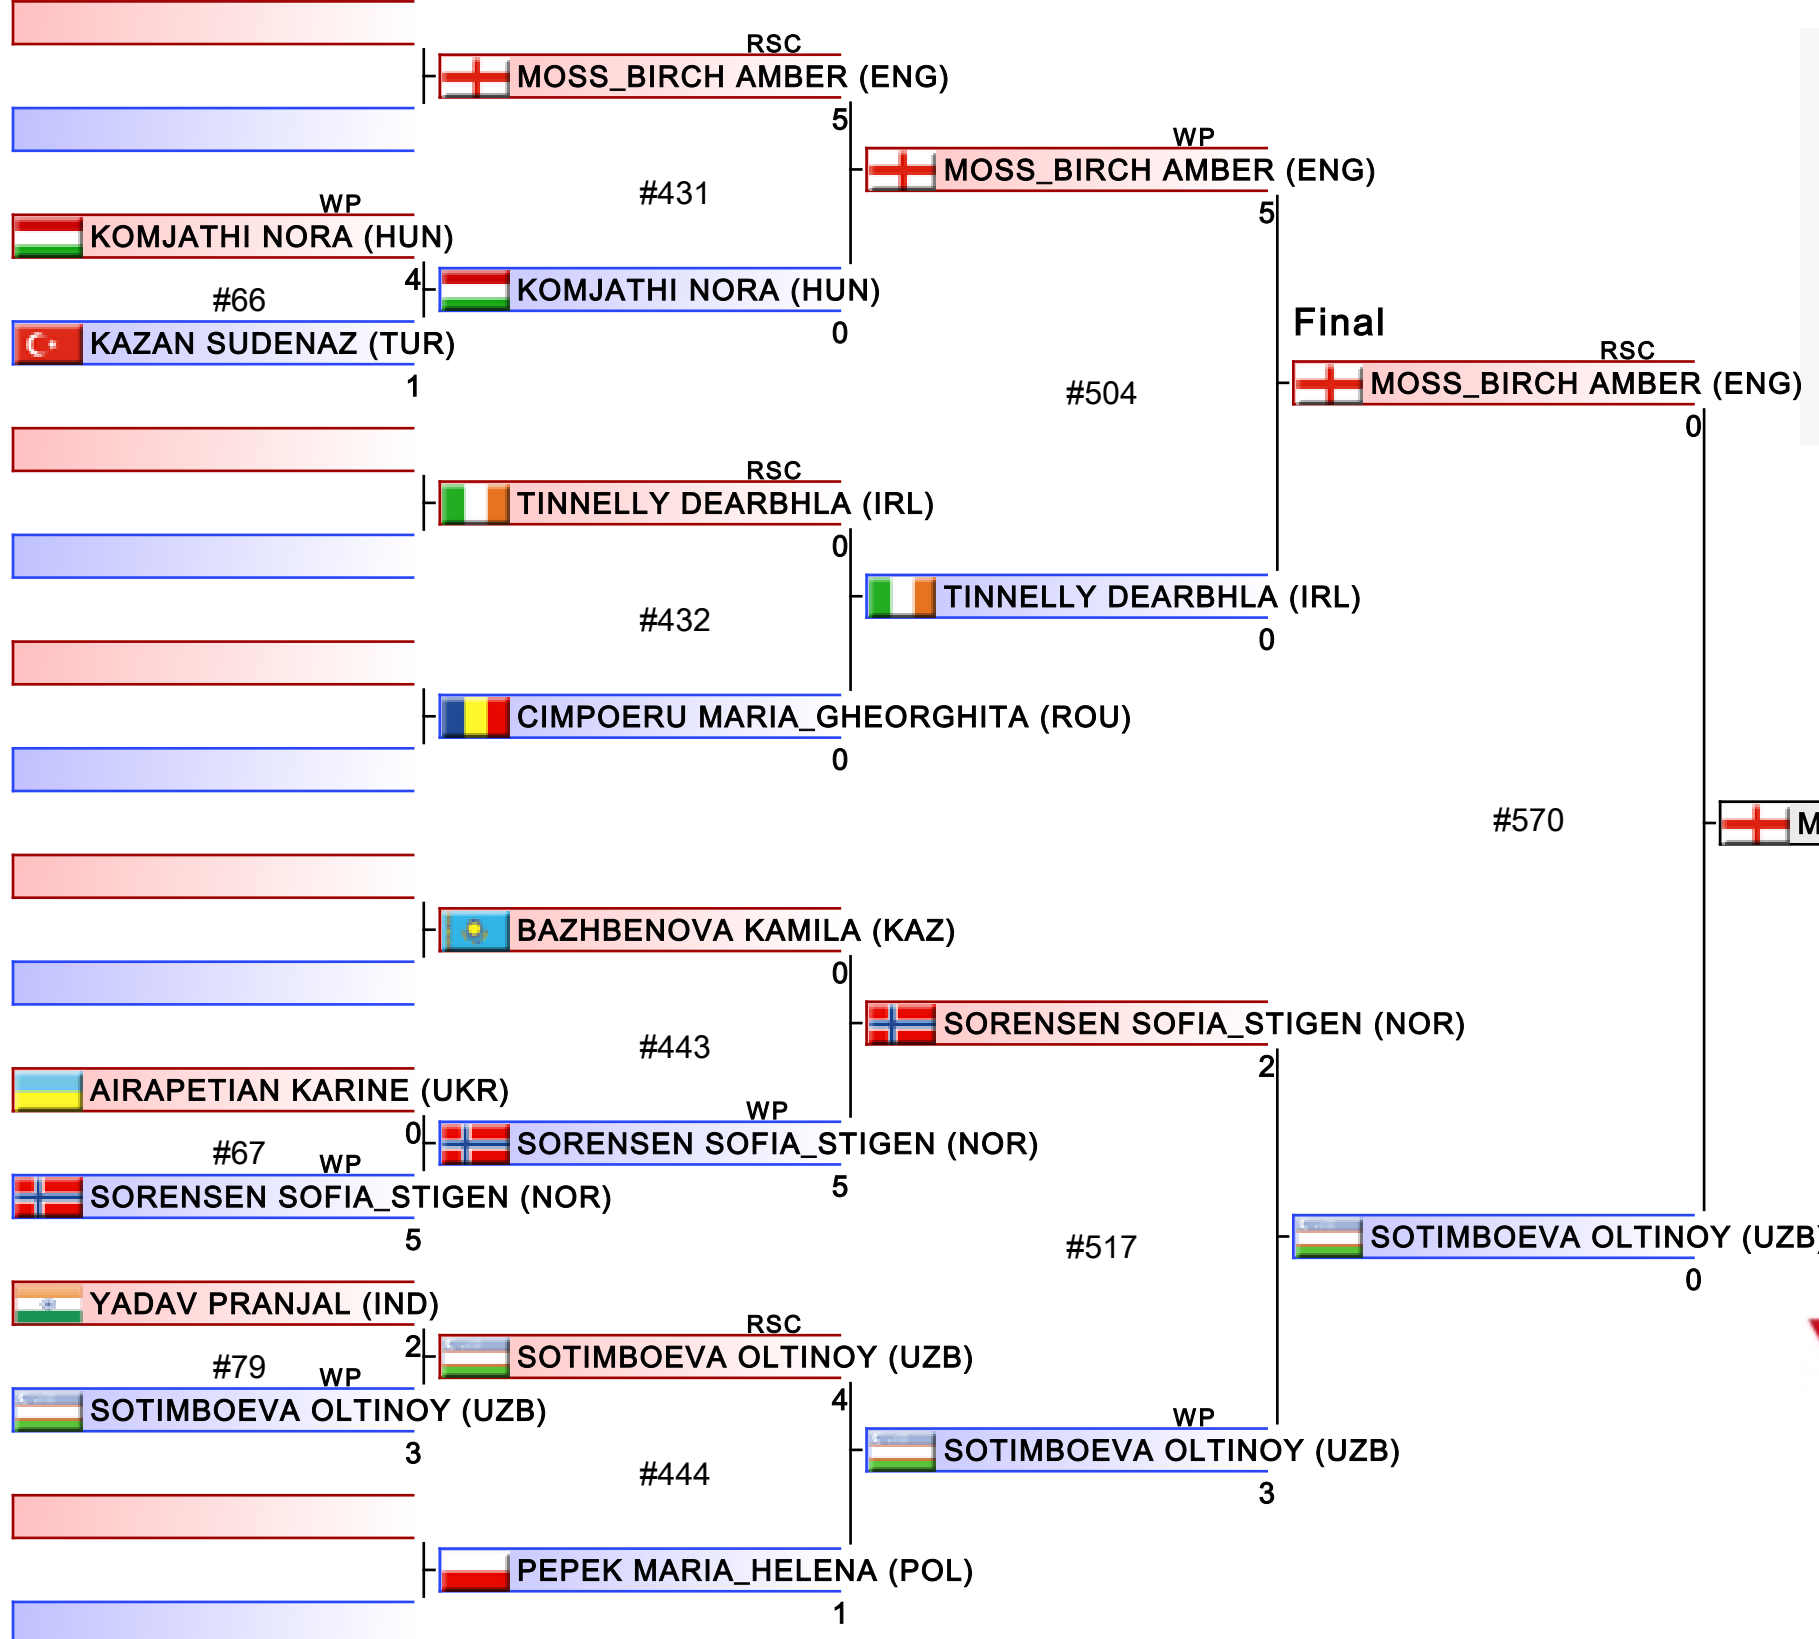 RSC
MOSS_BIRCH AMBER (ENG)
5
WP
MOSS_BIRCH AMBER (ENG)
#431
WP
KOMJATHI NORA (HUN)
5
4
#66
KOMJATHI NORA (HUN)
Final
0
KAZAN SUDENAZ (TUR)
RSC
1
#504
MOSS_BIRCH AMBER (ENG)
0
RSC
TINNELLY DEARBHLA (IRL)
0
TINNELLY DEARBHLA (IRL)
#432
0
CIMPOERU MARIA_GHEORGHITA (ROU)
0
#570
M
BAZHBENOVA KAMILA (KAZ)
0
SORENSEN SOFIA_STIGEN (NOR)
#443
2
AIRAPETIAN KARINE (UKR)
WP
0
#67
WP
SORENSEN SOFIA_STIGEN (NOR)
5
SORENSEN SOFIA_STIGEN (NOR)
5
#517
SOTIMBOEVA OLTINOY (UZB)
0
YADAV PRANJAL (IND)
RSC
2
#79
WP
SOTIMBOEVA OLTINOY (UZB)
4
SOTIMBOEVA OLTINOY (UZB)
WP
3
#444
SOTIMBOEVA OLTINOY (UZB)
3
PEPEK MARIA_HELENA (POL)
1